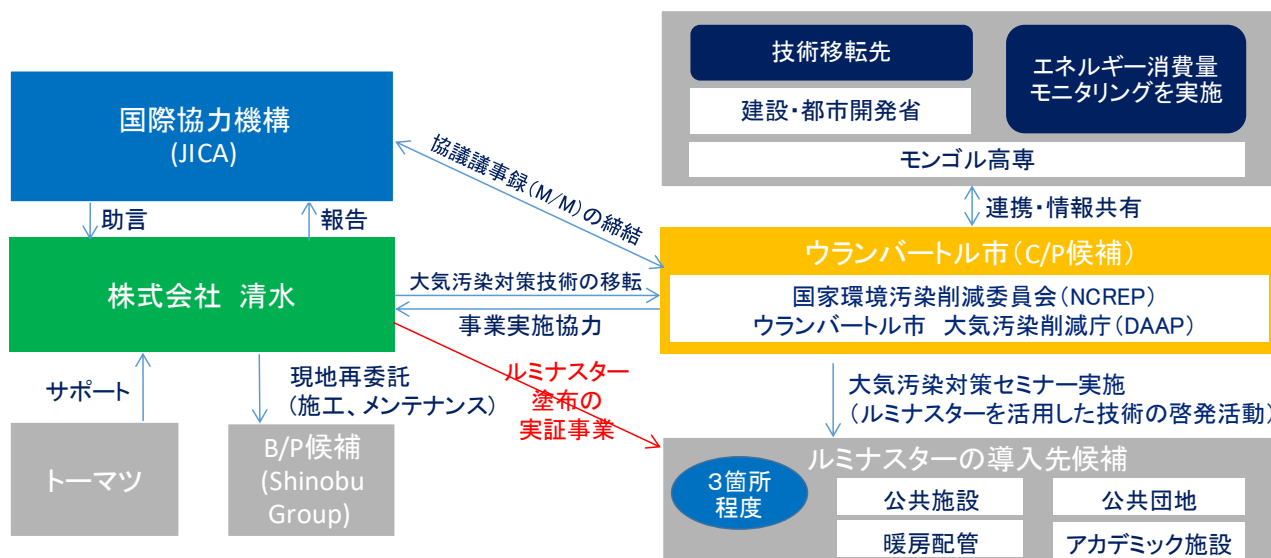 国際協力機構
(JICA)
助言
報告
株式会社 清水
サポート
現地再委託
(施工、メンテナンス)
トーマツ
B/P候補
(Shinobu
Group)
協議議事録(M/M)の締結
大気汚染対策技術の移転
事業実施協力
ルミナスター
塗布の
実証事業
技術移転先
建設・都市開発省
エネルギー消費量
モニタリングを実施
モンゴル高専
連携・情報共有
ウランバートル市(C/P候補)
国家環境汚染削減委員会(NCREP)
ウランバートル市 大気汚染削減庁(DAAP)
大気汚染対策セミナー実施
(ルミナスターを活用した技術の啓発活動)
ルミナスターの導入先候補
3箇所
程度
公共施設
公共団地
暖房配管
アカデミック施設